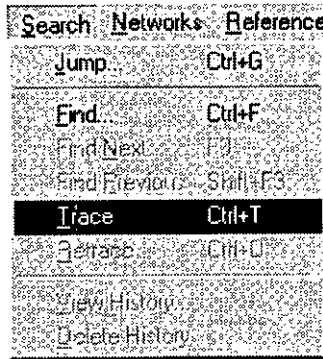 Search Networks Reference
Jump... Ctrl+G
Find... Ctrl+F
Find Next
Find Previous Shift+F3
Trace Ctrl+T
Retrace Ctrl+U
View History
Delete History